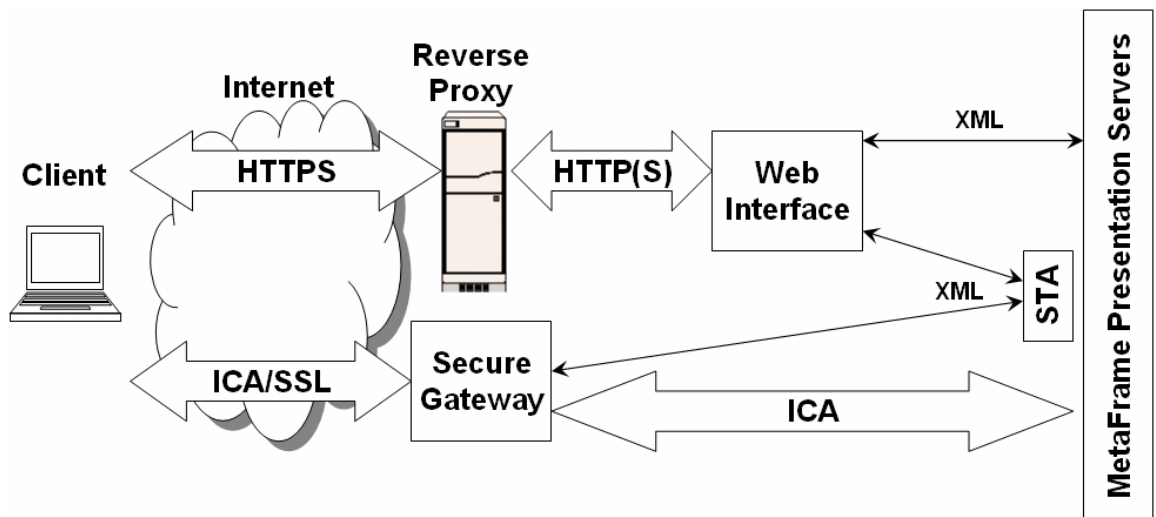 Reverse
Proxy
Internet
Client
HTTPS
HTTP(S)
Web
Interface
XML
STA
XML
MetaFrame Presentation Servers
ICA/SSL
Secure
Gateway
ICA